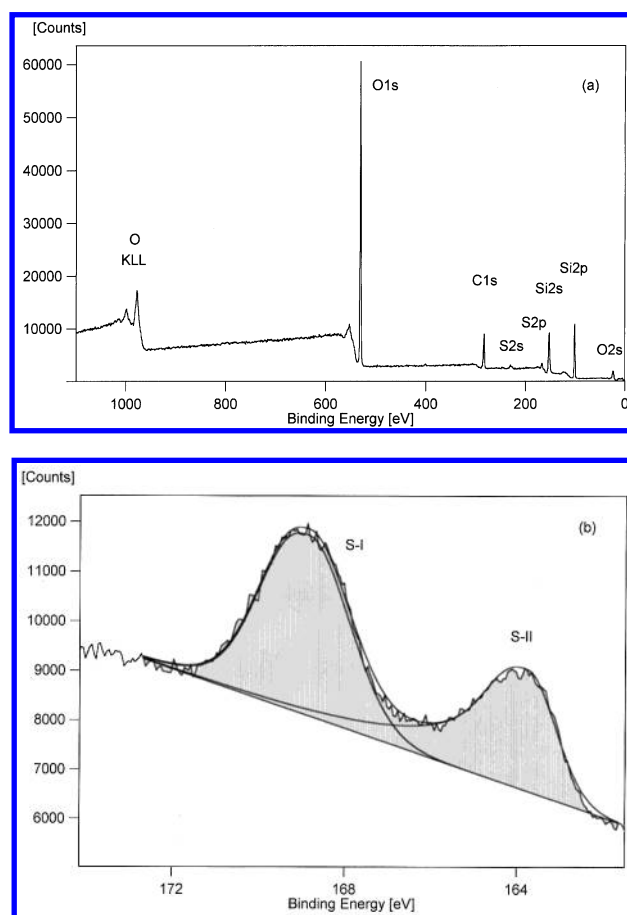 [Counts]
60000
50000
40000
30000
20000
10000
O1s
(a)
O
KLL
C1s
S2s
S2p
Si2s
Si2p
O2s
1000
800
600
400
200
0
Binding Energy [eV]
[Counts]
12000
11000
10000
9000
8000
7000
6000
S-I
(b)
S-II
172
168
164
Binding Energy [eV]